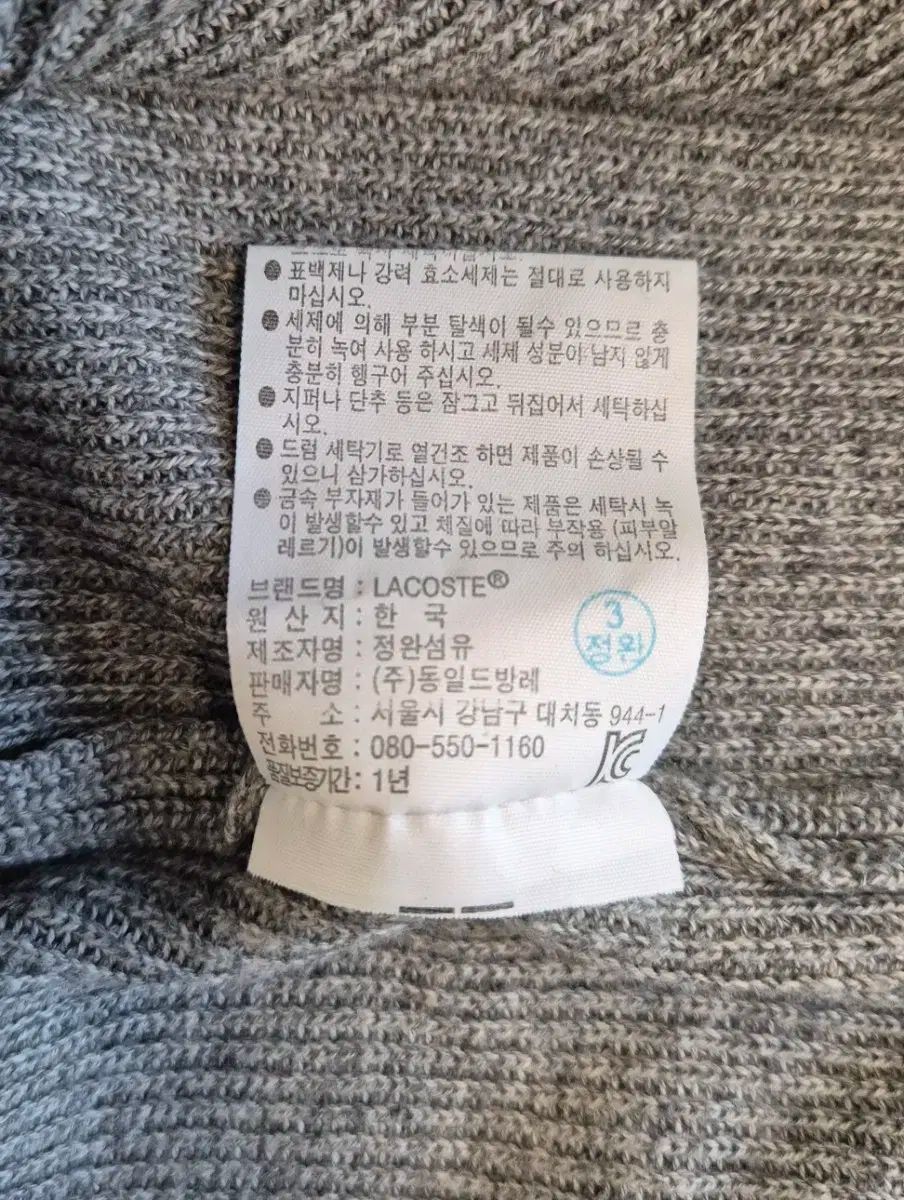 ● 표백제나 강력 효소세제는 절대로 사용하지
마십시오.
● 세제에 의해 부분 탈색이 될수 있으므로 충
분히 녹여 사용 하시고 세제 성분이 남지 않게
충분히 헹구어 주십시오.
● 지퍼나 단추 등은 잠그고 뒤집어서 세탁하십
시오.
● 드럼 세탁기로 열건조 하면 제품이 손상될 수
있으니 삼가하십시오.
● 금속 부자재가 들어가 있는 제품은 세탁시 녹
이 발생할수 있고 체질에 따라 부작용 (피부알
레르기)이 발생할수 있으므로 주의 하십시오.
브랜드명 : LACOSTE®
원 산 지 : 한 국
제조자명 : 정완섬유
판매자명 : (주)동일드방레
주 소 : 서울시 강남구 대치동 944-1
전화번호 : 080-550-1160
품질보증기간: 1년
3
정완
KC